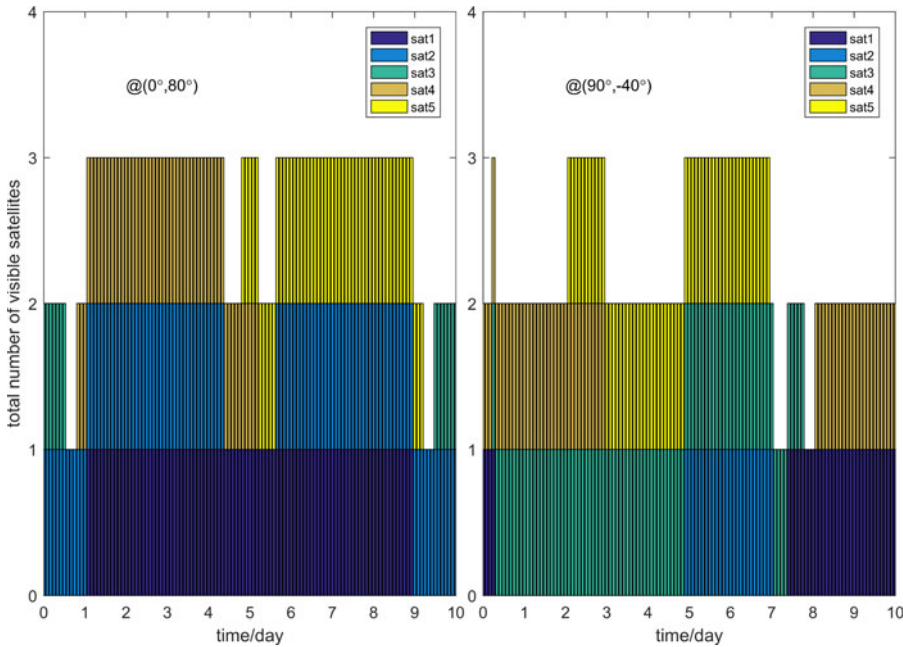 total number of visible satellites
4
3
2
1
0
@(0°,80°)
sat1
sat2
sat3
sat4
sat5
0 1 2 3 4 5 6 7 8 9 10
time/day
4
3
2
1
0
@(90°,-40°)
sat1
sat2
sat3
sat4
sat5
0 1 2 3 4 5 6 7 8 9 10
time/day